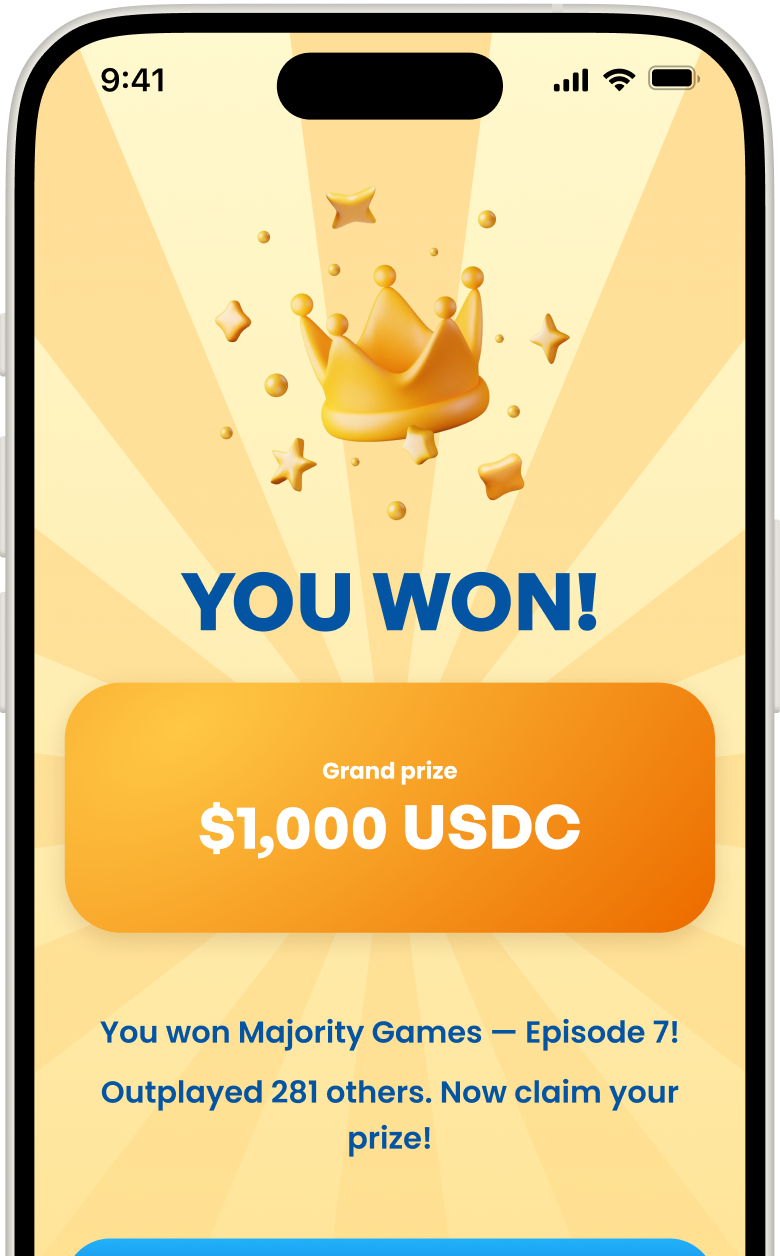 9:41
YOU WON!
Grand prize
$1,000 USDC
You won Majority Games — Episode 7!
Outplayed 281 others. Now claim your
prize!